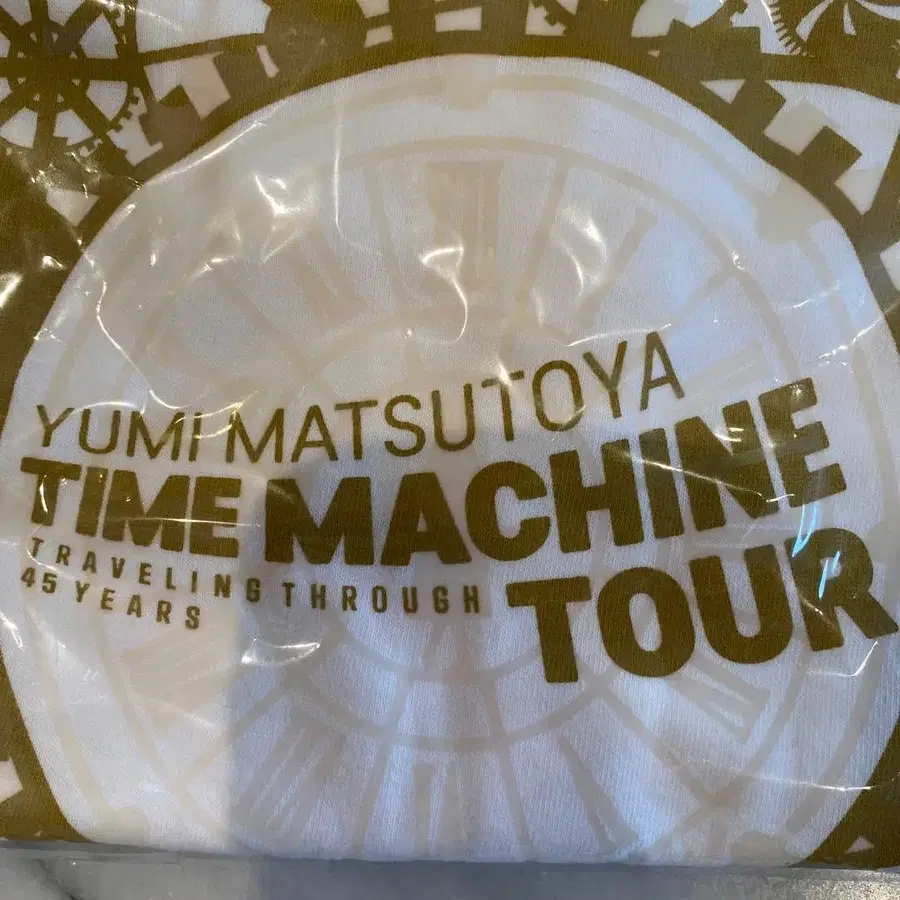 YUMI MATSUTOYA
TIME MACHINE
TRAVELING THROUGH
45 YEARS
TOUR